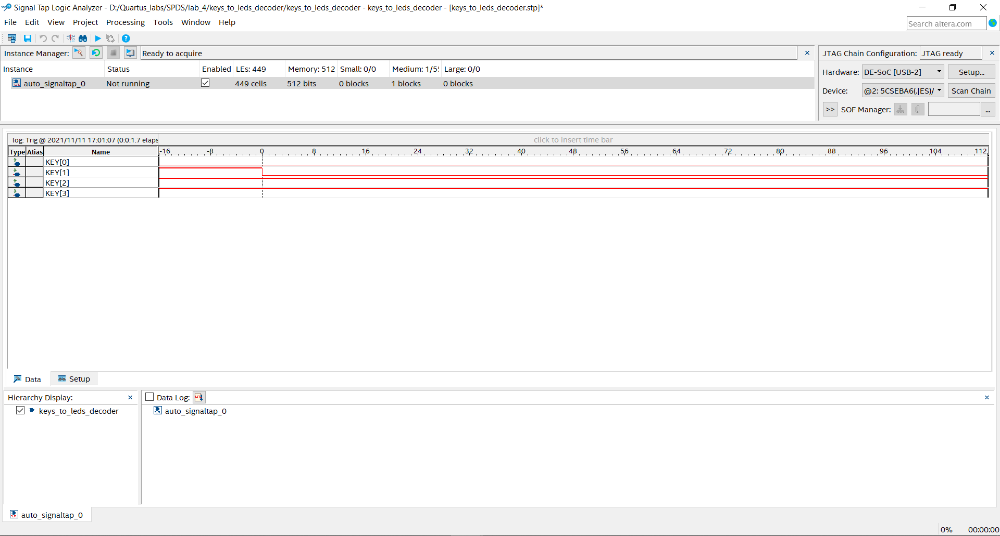 Signal Tap Logic Analyzer - D:/Quartus_labs/SPDS/lab_4/keys_to_leds_decoder/keys_to_leds_decoder - keys_to_leds_decoder - [keys_to_leds_decoder.stp]*
File Edit View Project Processing Tools Window Help
Search altera.com
Instance Manager: Ready to acquire
JTAG Chain Configuration: JTAG ready
Instance Status Enabled LEs: 449 Memory: 512 Small: 0/0 Medium: 1/5 Large: 0/0
auto_signaltap_0 Not running 449 cells 512 bits 0 blocks 1 blocks 0 blocks
Hardware: DE-SoC [USB-2] Setup...
Device: @2: 5CSEBA6(.|ES)/ Scan Chain
>> SOF Manager: ...
log: Trig @ 2021/11/11 17:01:07 (0:0:1.7 elaps
click to insert time bar
Type Alias Name -16 -8 0 8 16 24 32 40 48 56 64 72 80 88 96 104 112
KEY[0]
KEY[1]
KEY[2]
KEY[3]
Data Setup
Hierarchy Display:
keys_to_leds_decoder
Data Log:
auto_signaltap_0
auto_signaltap_0
0% 00:00:00